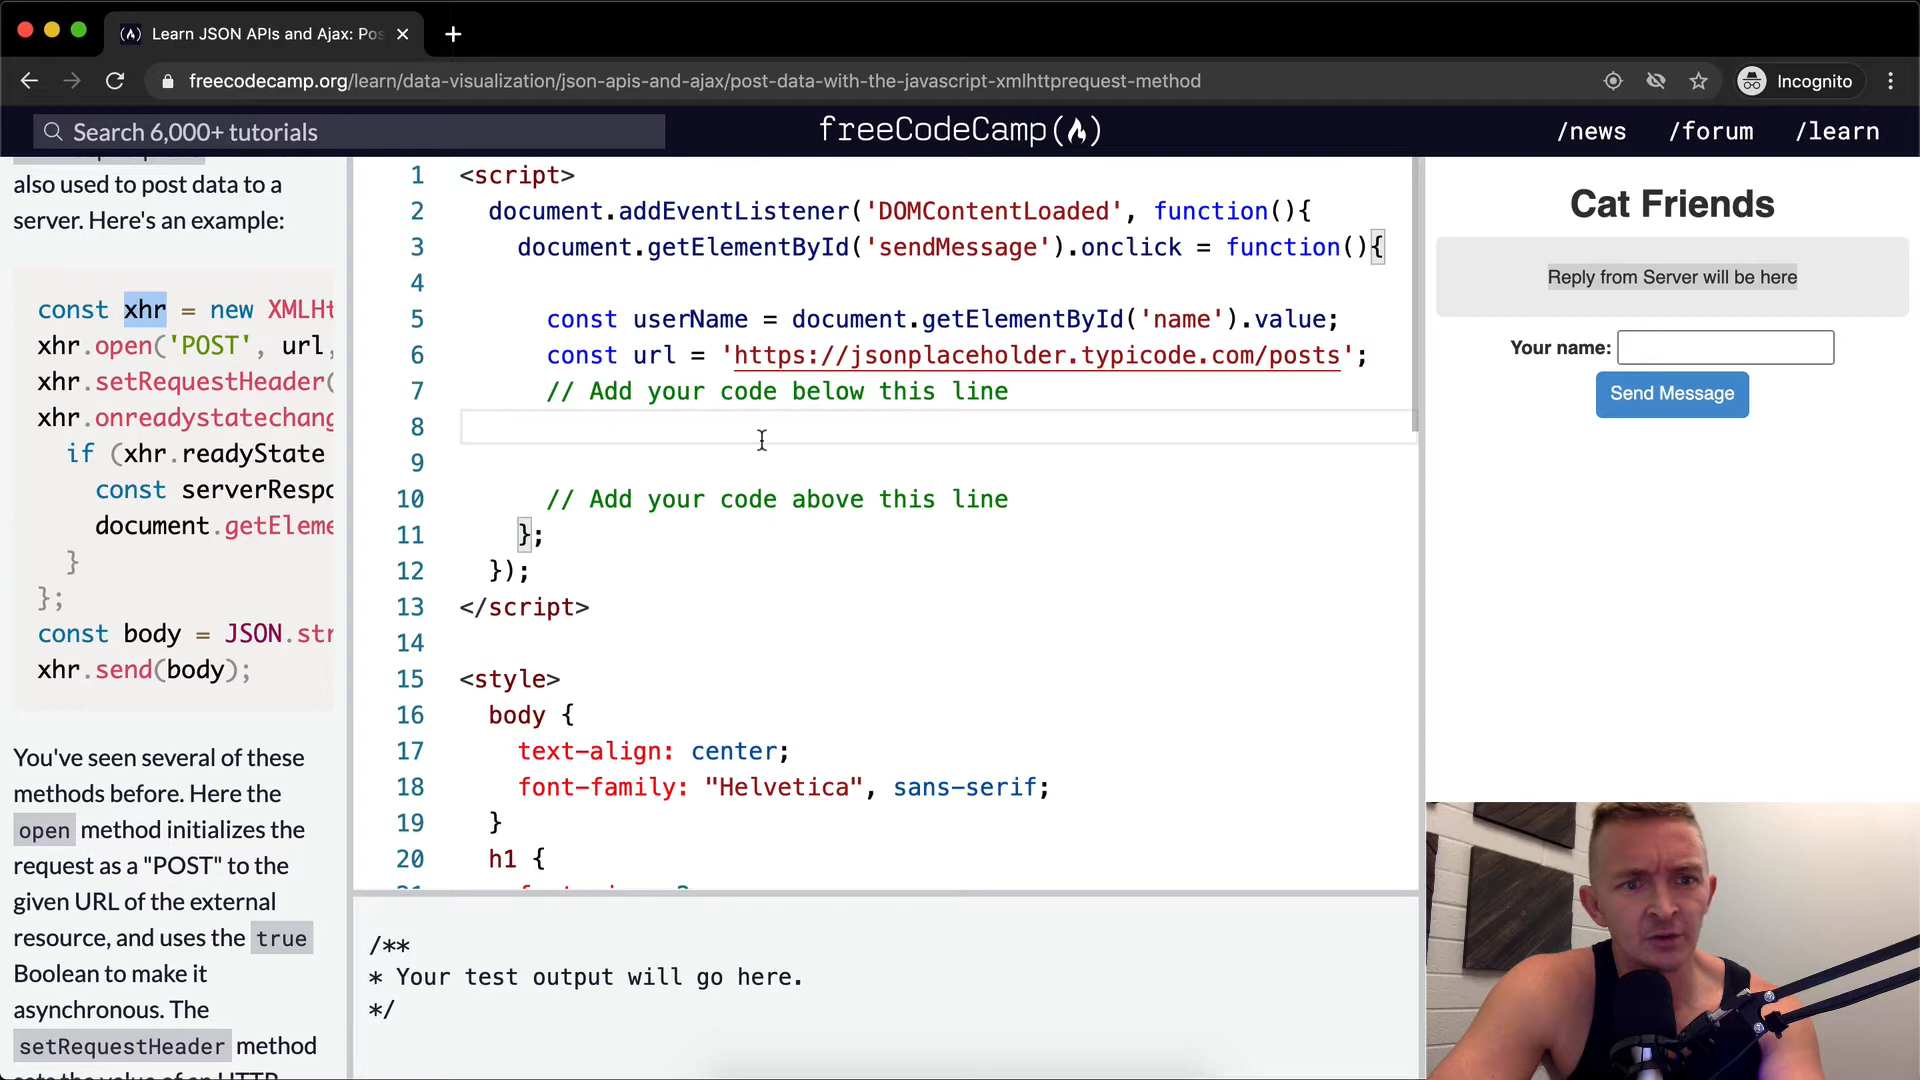 Learn JSON APIs and Ajax: Pos
freecodecamp.org/learn/data-visualization/json-apis-and-ajax/post-data-with-the-javascript-xmlhttprequest-method
Incognito
Search 6,000+ tutorials
freeCodeCamp(🔥)
/news /forum /learn
also used to post data to a
server. Here's an example:
const xhr = new XMLHt
xhr.open('POST', url,
xhr.setRequestHeader(
xhr.onreadystatechang
if (xhr.readyState
const serverRespo
document.getEleme
}
};
const body = JSON.str
xhr.send(body);
You've seen several of these
methods before. Here the
open method initializes the
request as a "POST" to the
given URL of the external
resource, and uses the true
Boolean to make it
asynchronous. The
setRequestHeader method
1 <script>
2 document.addEventListener('DOMContentLoaded', function(){
3 document.getElementById('sendMessage').onclick = function(){
4
5 const userName = document.getElementById('name').value;
6 const url = 'https://jsonplaceholder.typicode.com/posts';
7 // Add your code below this line
8
9
10 // Add your code above this line
11 };
12 });
13 </script>
14
15 <style>
16 body {
17 text-align: center;
18 font-family: "Helvetica", sans-serif;
19 }
20 h1 {
/**
* Your test output will go here.
*/
Cat Friends
Reply from Server will be here
Your name:
Send Message